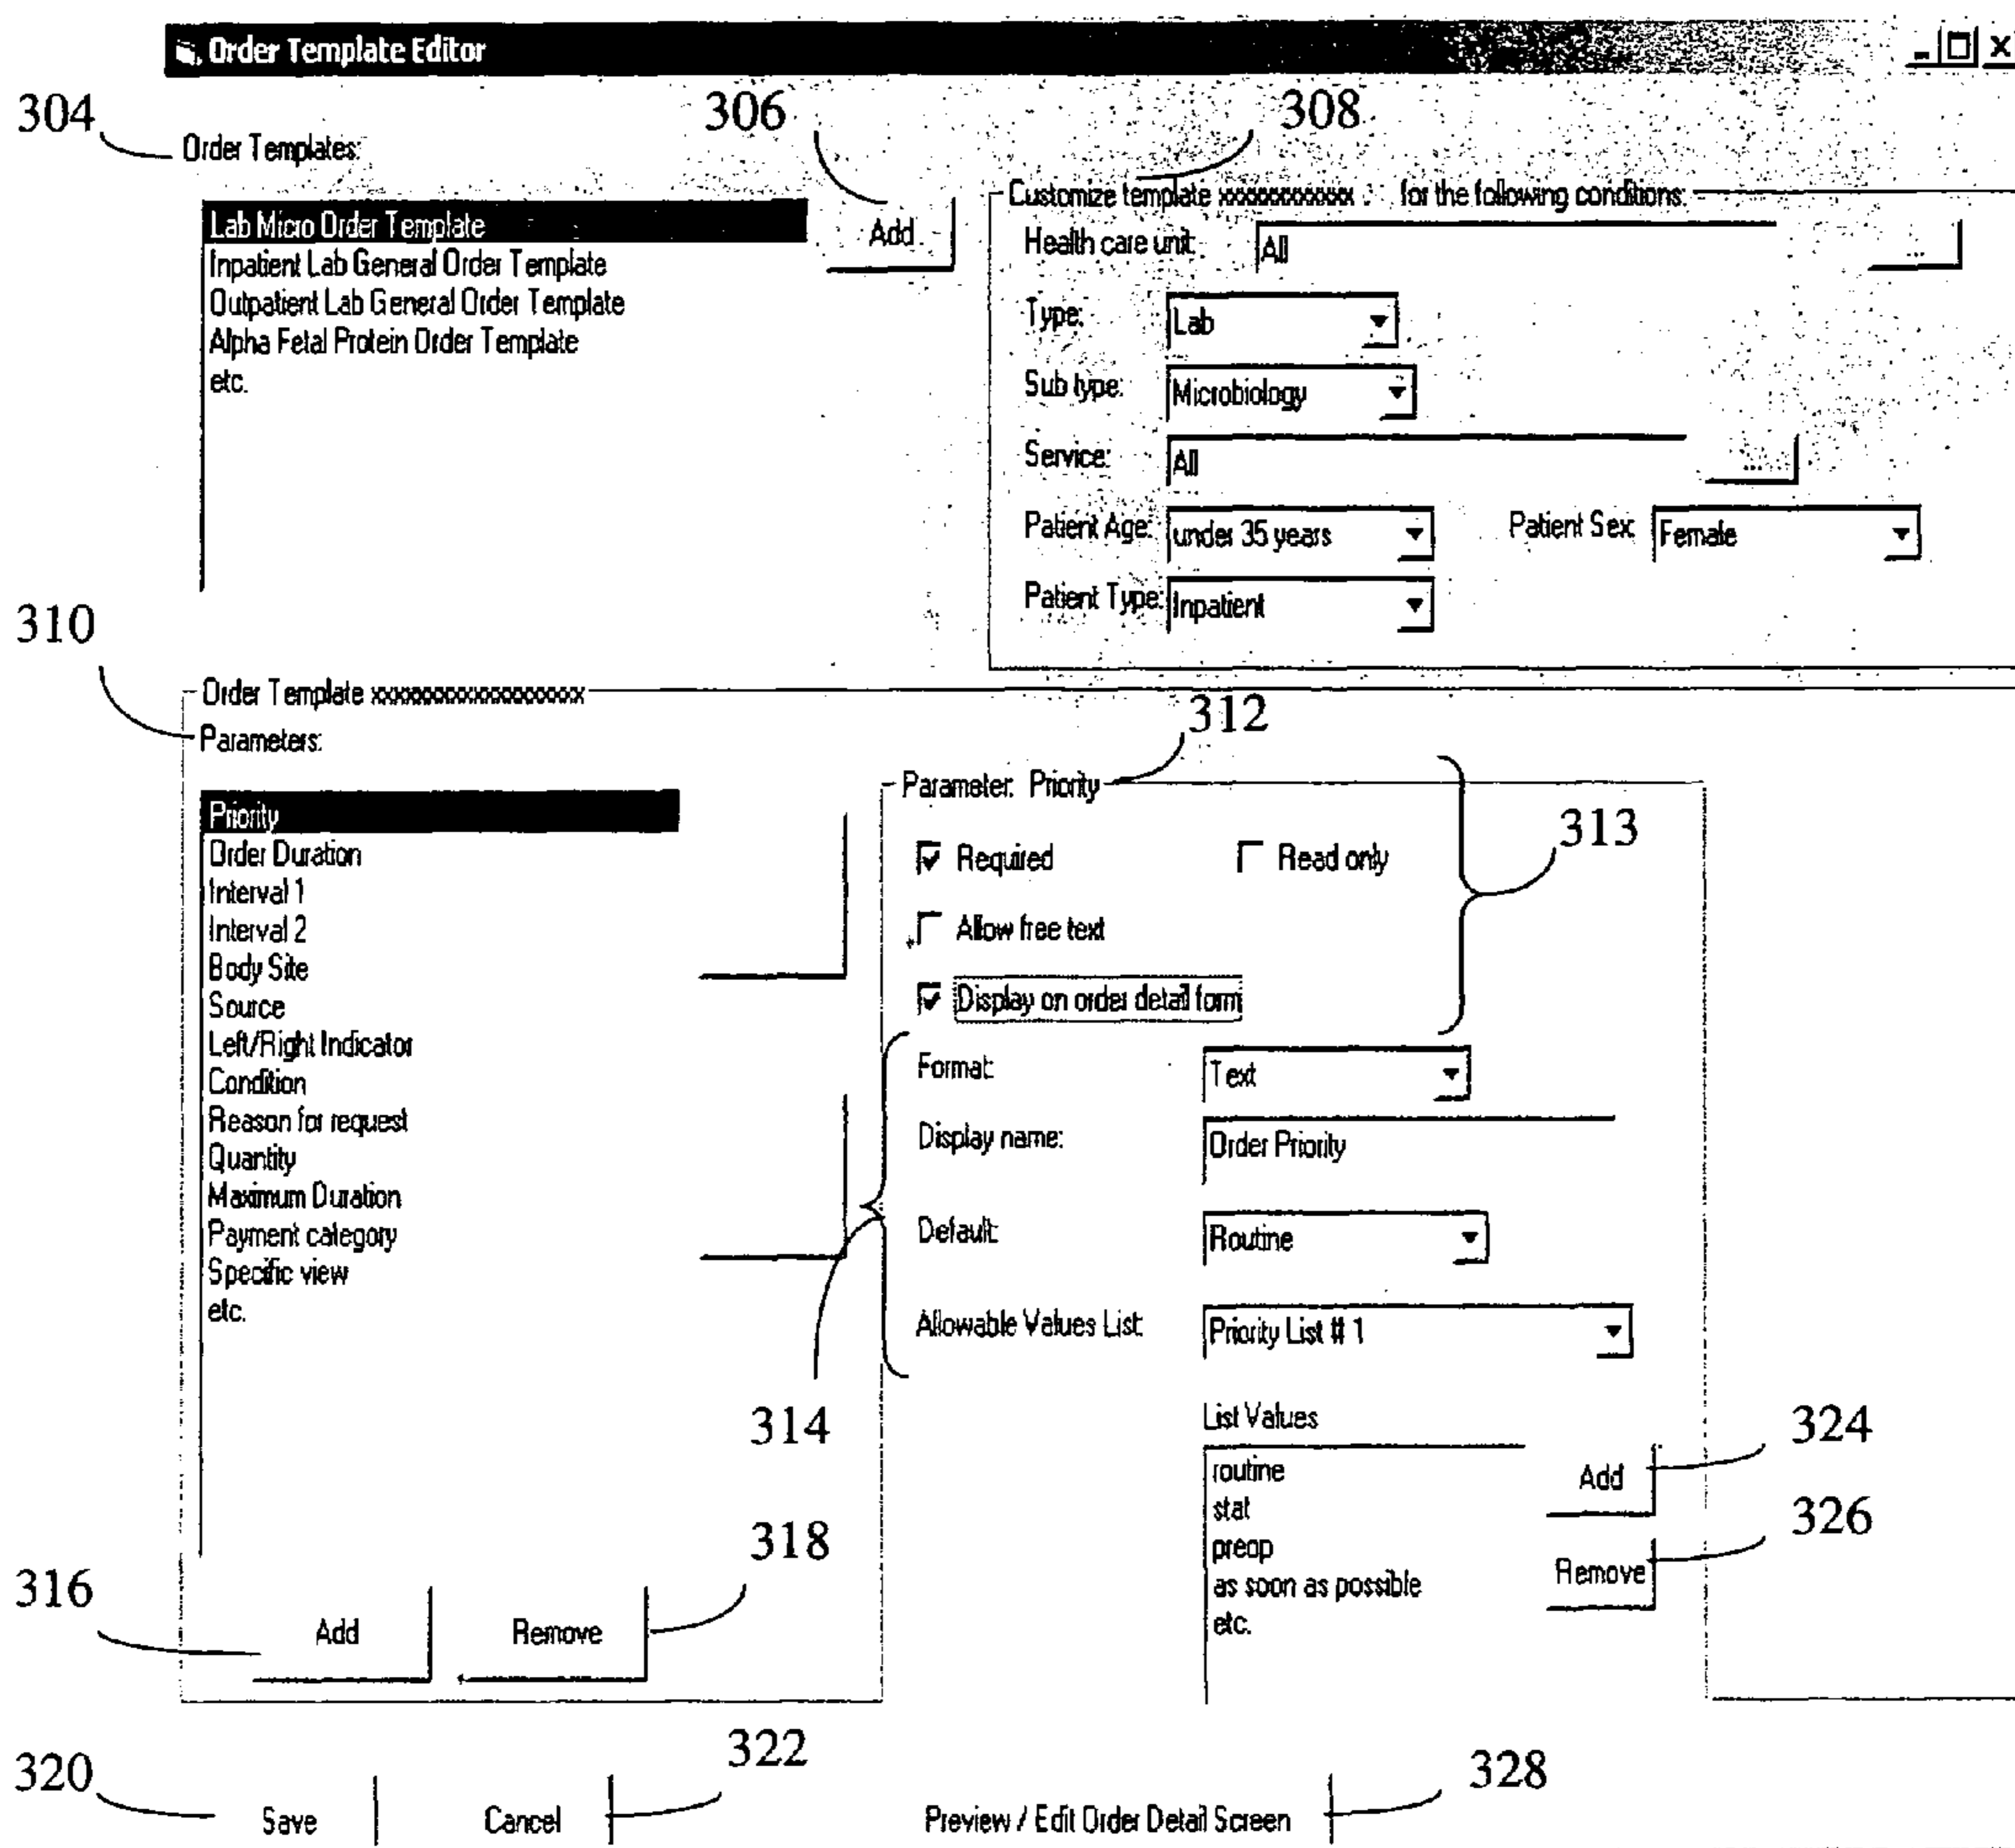 Order Template Editor
304
306
308
Order Templates:
Customize template xxxxxxxxxxxx : for the following conditions:
Lab Micro Order Template
Inpatient Lab General Order Template
Outpatient Lab General Order Template
Alpha Fetal Protein Order Template
etc.
Add
Health care unit: All ...
Type: Lab
Sub type: Microbiology
Service: All ...
Patient Age: under 35 years Patient Sex: Female
Patient Type: Inpatient
310
Order Template xxxxxxxxxxxxxxxxxx
Parameters:
312
Priority
Order Duration
Interval 1
Interval 2
Body Site
Source
Left/Right Indicator
Condition
Reason for request
Quantity
Maximum Duration
Payment category
Specific view
etc.
Parameter: Priority
313
Required Read only
Allow free text
Display on order detail form
Format: Text
Display name: Order Priority
Default: Routine
Allowable Values List: Priority List # 1
314
List Values
routine
stat
preop
as soon as possible
etc.
Add
324
Remove
326
316
318
Add Remove
320
322
328
Save Cancel Preview / Edit Order Detail Screen